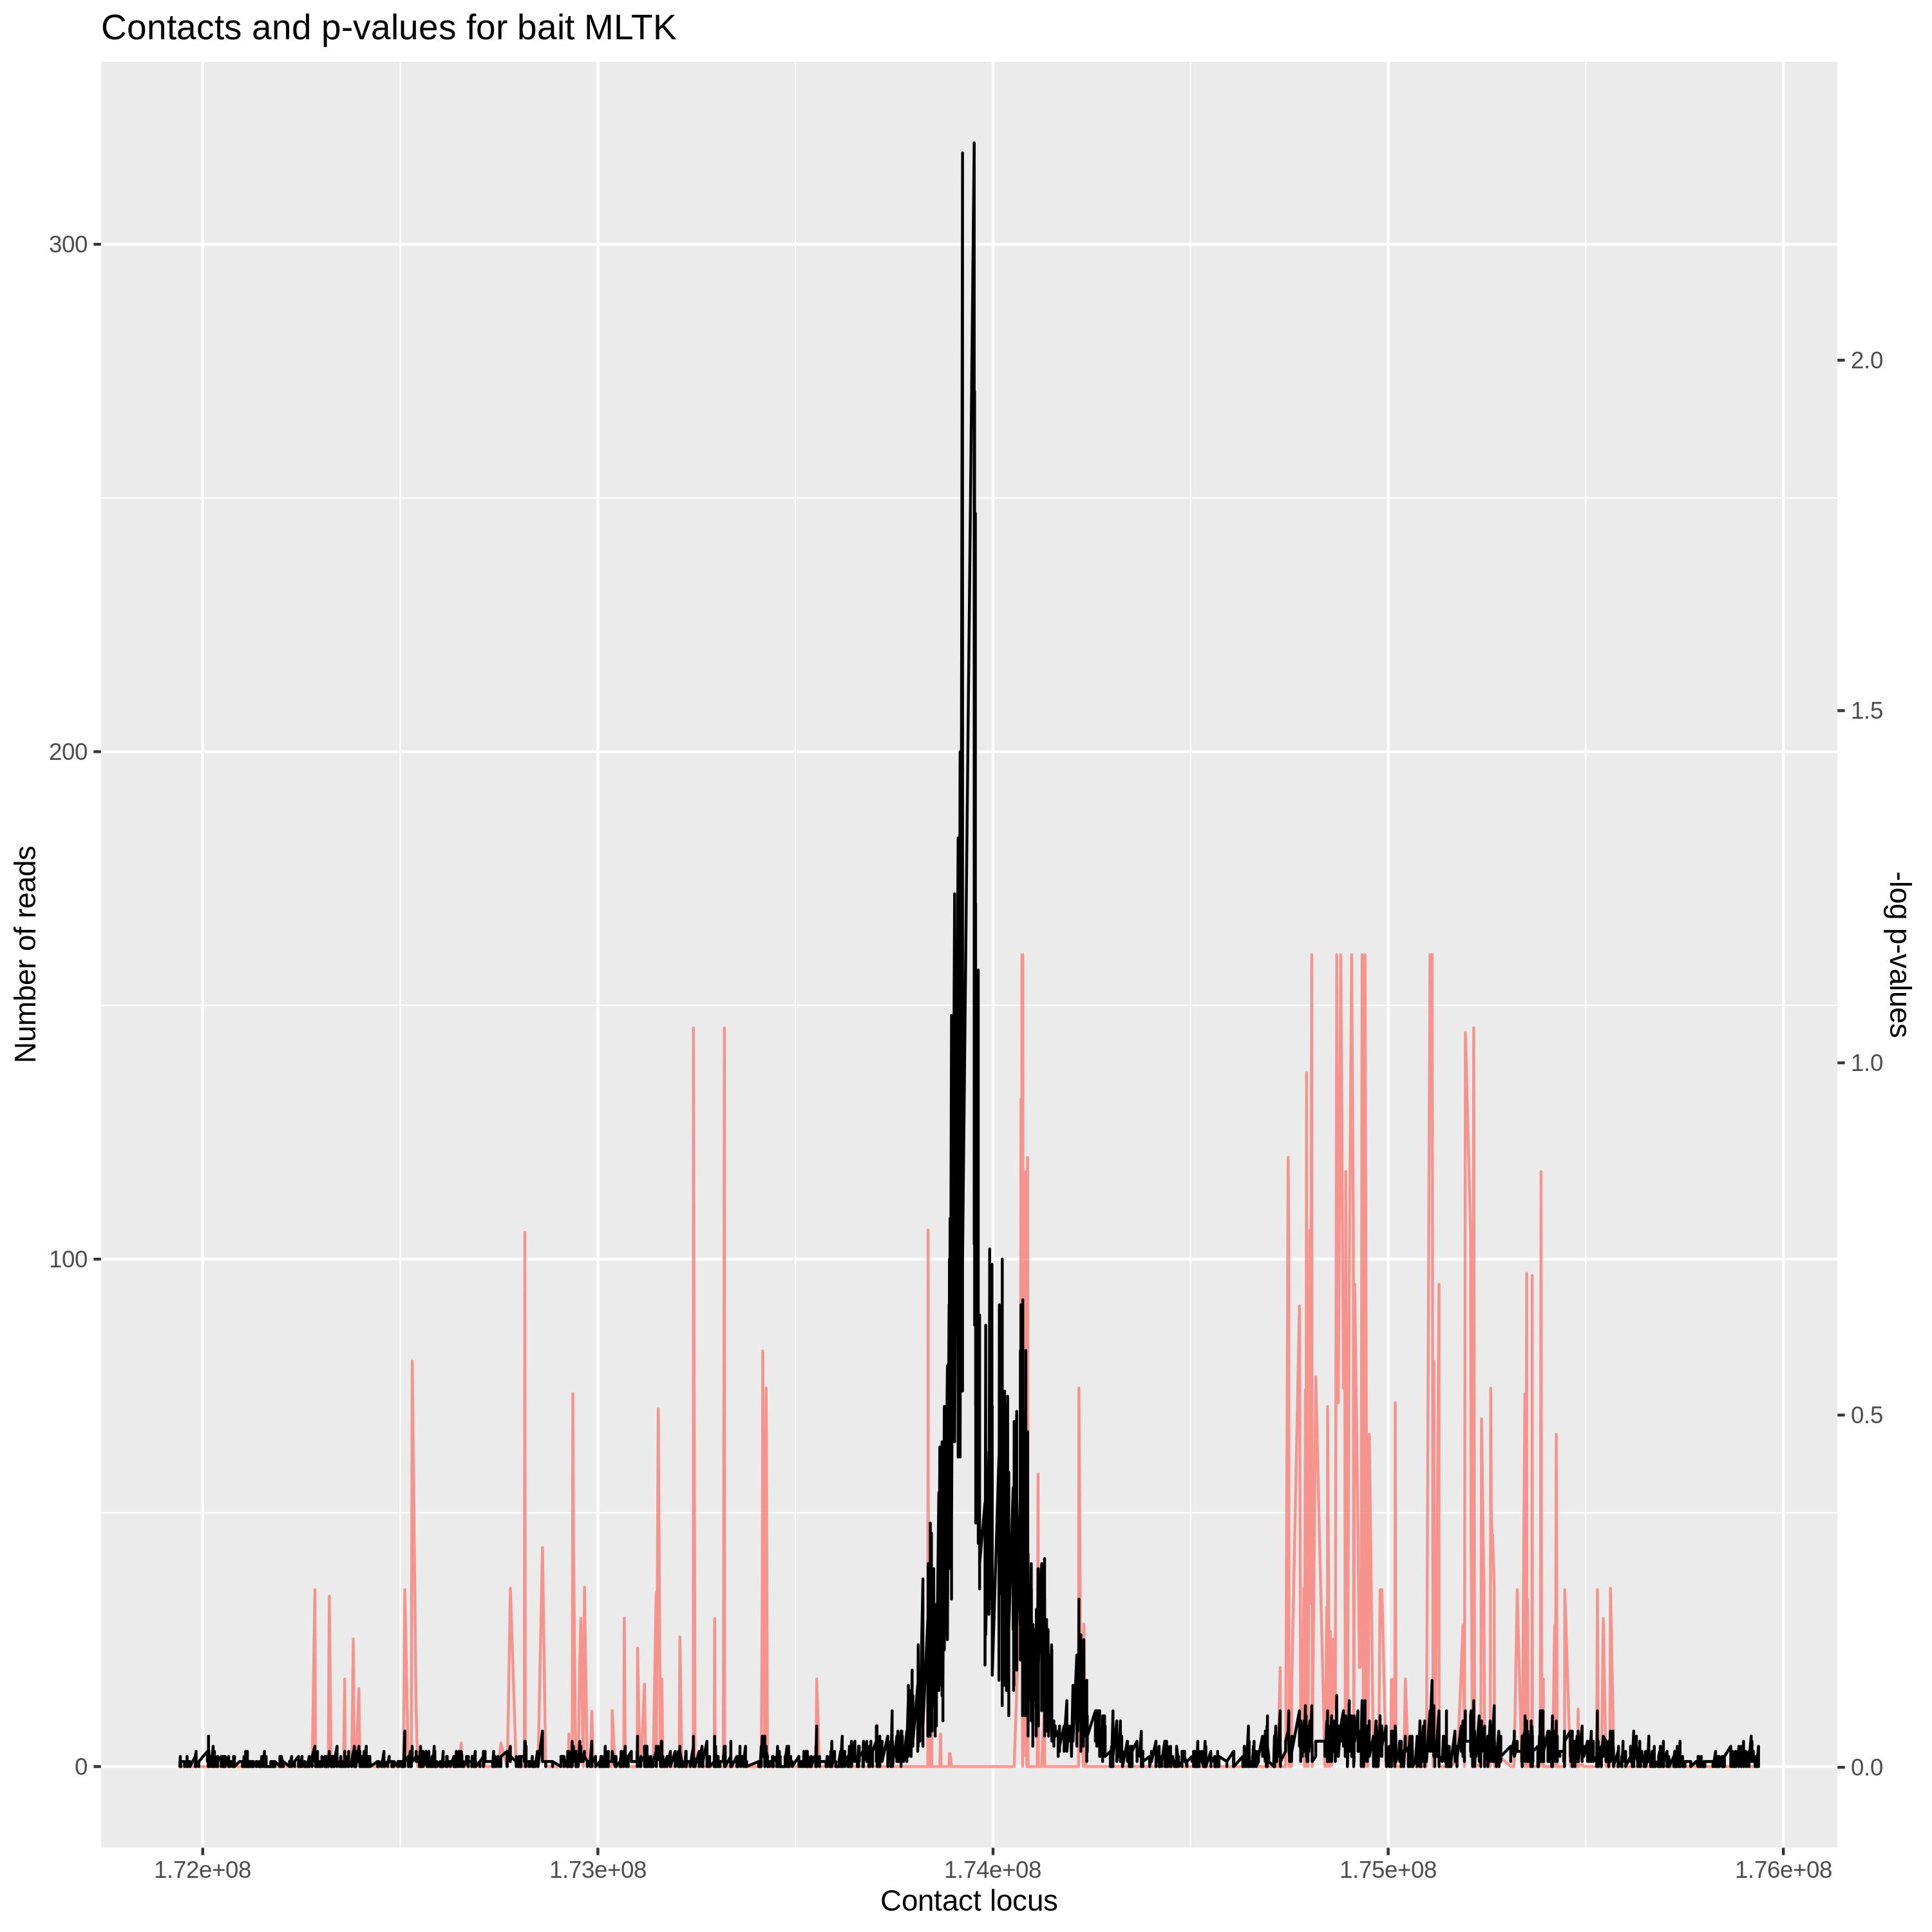 Contacts and p-values for bait MLTK
300
200
100
0
Number of reads
2.0
1.5
1.0
0.5
0.0
-log p-values
1.72e+08 1.73e+08 1.74e+08 1.75e+08 1.76e+08
Contact locus